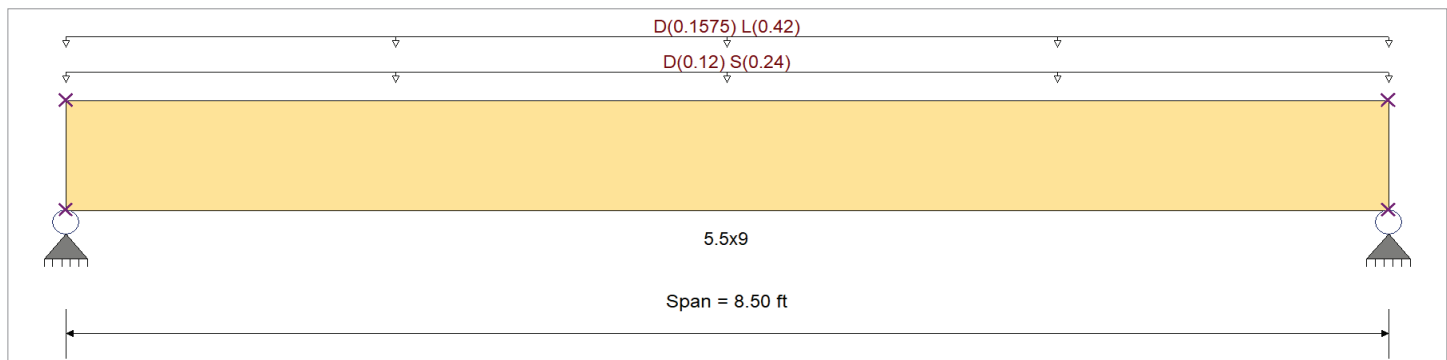 D(0.1575) L(0.42)
D(0.12) S(0.24)
5.5x9
Span = 8.50 ft